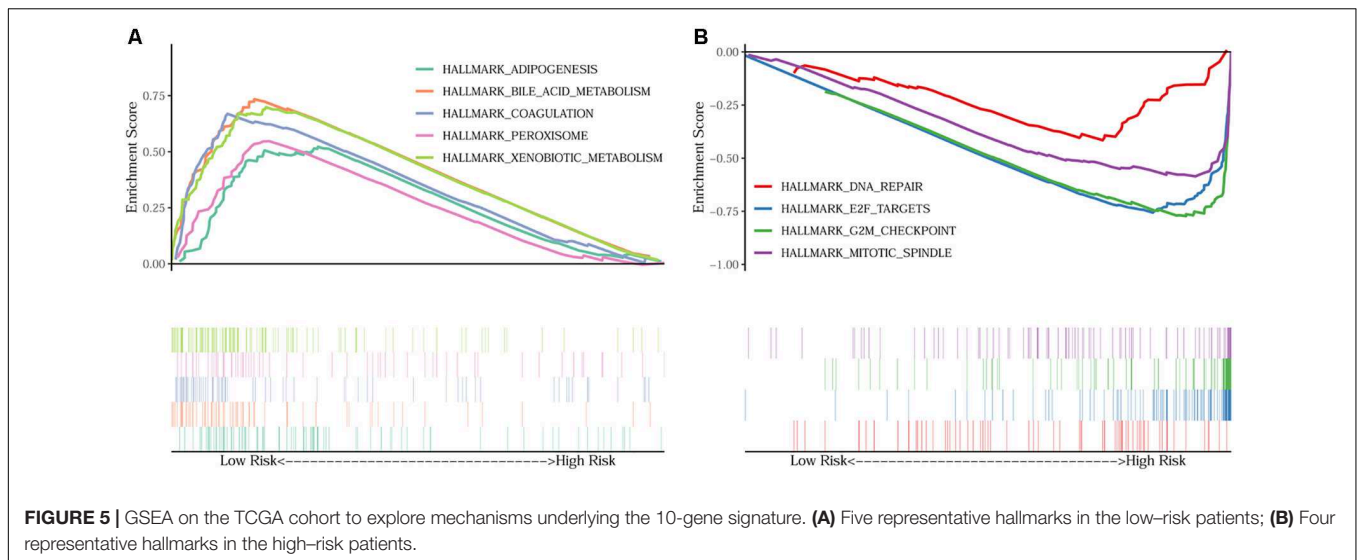 A
Enrichment Score
0.75
0.50
0.25
0.00
HALLMARK_ADIPOGENESIS
HALLMARK_BILE_ACID_METABOLISM
HALLMARK_COAGULATION
HALLMARK_PEROXISOME
HALLMARK_XENOBIOTIC_METABOLISM
Low Risk<------------------------------>High Risk
B
Enrichment Score
0.00
−0.25
−0.50
−0.75
−1.00
HALLMARK_DNA_REPAIR
HALLMARK_E2F_TARGETS
HALLMARK_G2M_CHECKPOINT
HALLMARK_MITOTIC_SPINDLE
Low Risk<------------------------------>High Risk
FIGURE 5 | GSEA on the TCGA cohort to explore mechanisms underlying the 10-gene signature. (A) Five representative hallmarks in the low–risk patients; (B) Four
representative hallmarks in the high–risk patients.